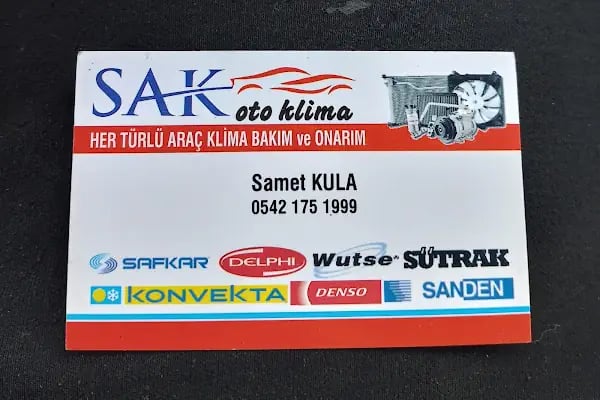 SAK oto klima
HER TÜRLÜ ARAÇ KLİMA BAKIM ve ONARIM
Samet KULA
0542 175 1999
SAFKAR DELPHI Wutse® SÜTRAK
KONVEKTA DENSO SANDEN